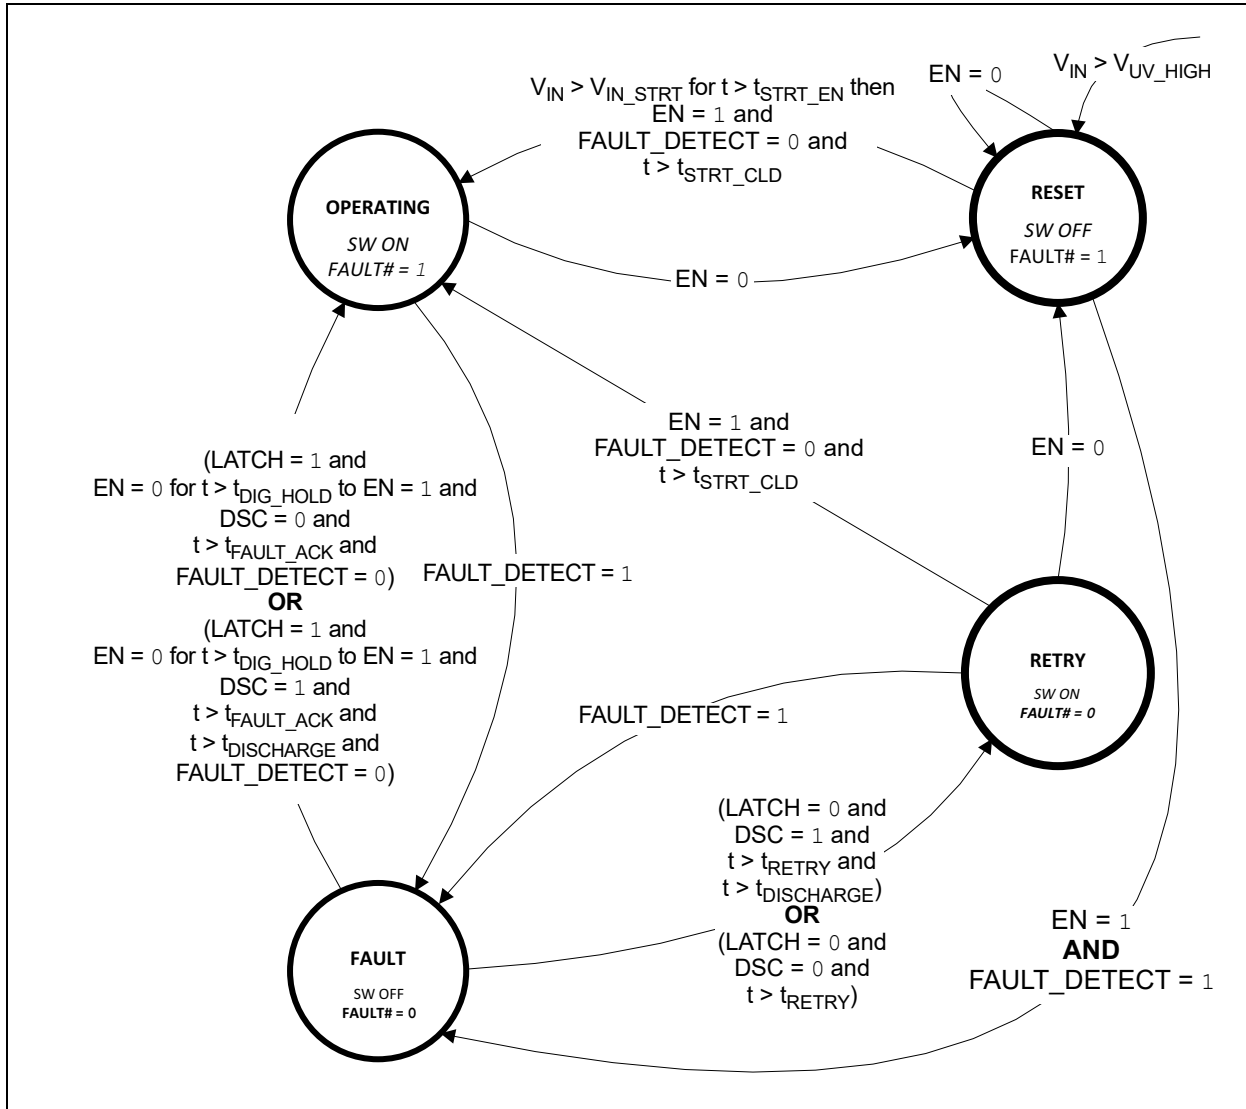 EN = 0
V_IN > V_UV_HIGH
V_IN > V_IN_STRT for t > t_STRT_EN then
EN = 1 and
FAULT_DETECT = 0 and
t > t_STRT_CLD
OPERATING
SW ON
FAULT# = 1
RESET
SW OFF
FAULT# = 1
EN = 0
EN = 1 and
FAULT_DETECT = 0 and
t > t_STRT_CLD
EN = 0
(LATCH = 1 and
EN = 0 for t > t_DIG_HOLD to EN = 1 and
DSC = 0 and
t > t_FAULT_ACK and
FAULT_DETECT = 0)
OR
(LATCH = 1 and
EN = 0 for t > t_DIG_HOLD to EN = 1 and
DSC = 1 and
t > t_FAULT_ACK and
t > t_DISCHARGE and
FAULT_DETECT = 0)
FAULT_DETECT = 1
RETRY
SW ON
FAULT# = 0
FAULT_DETECT = 1
(LATCH = 0 and
DSC = 1 and
t > t_RETRY and
t > t_DISCHARGE)
OR
(LATCH = 0 and
DSC = 0 and
t > t_RETRY)
EN = 1
AND
FAULT_DETECT = 1
FAULT
SW OFF
FAULT# = 0